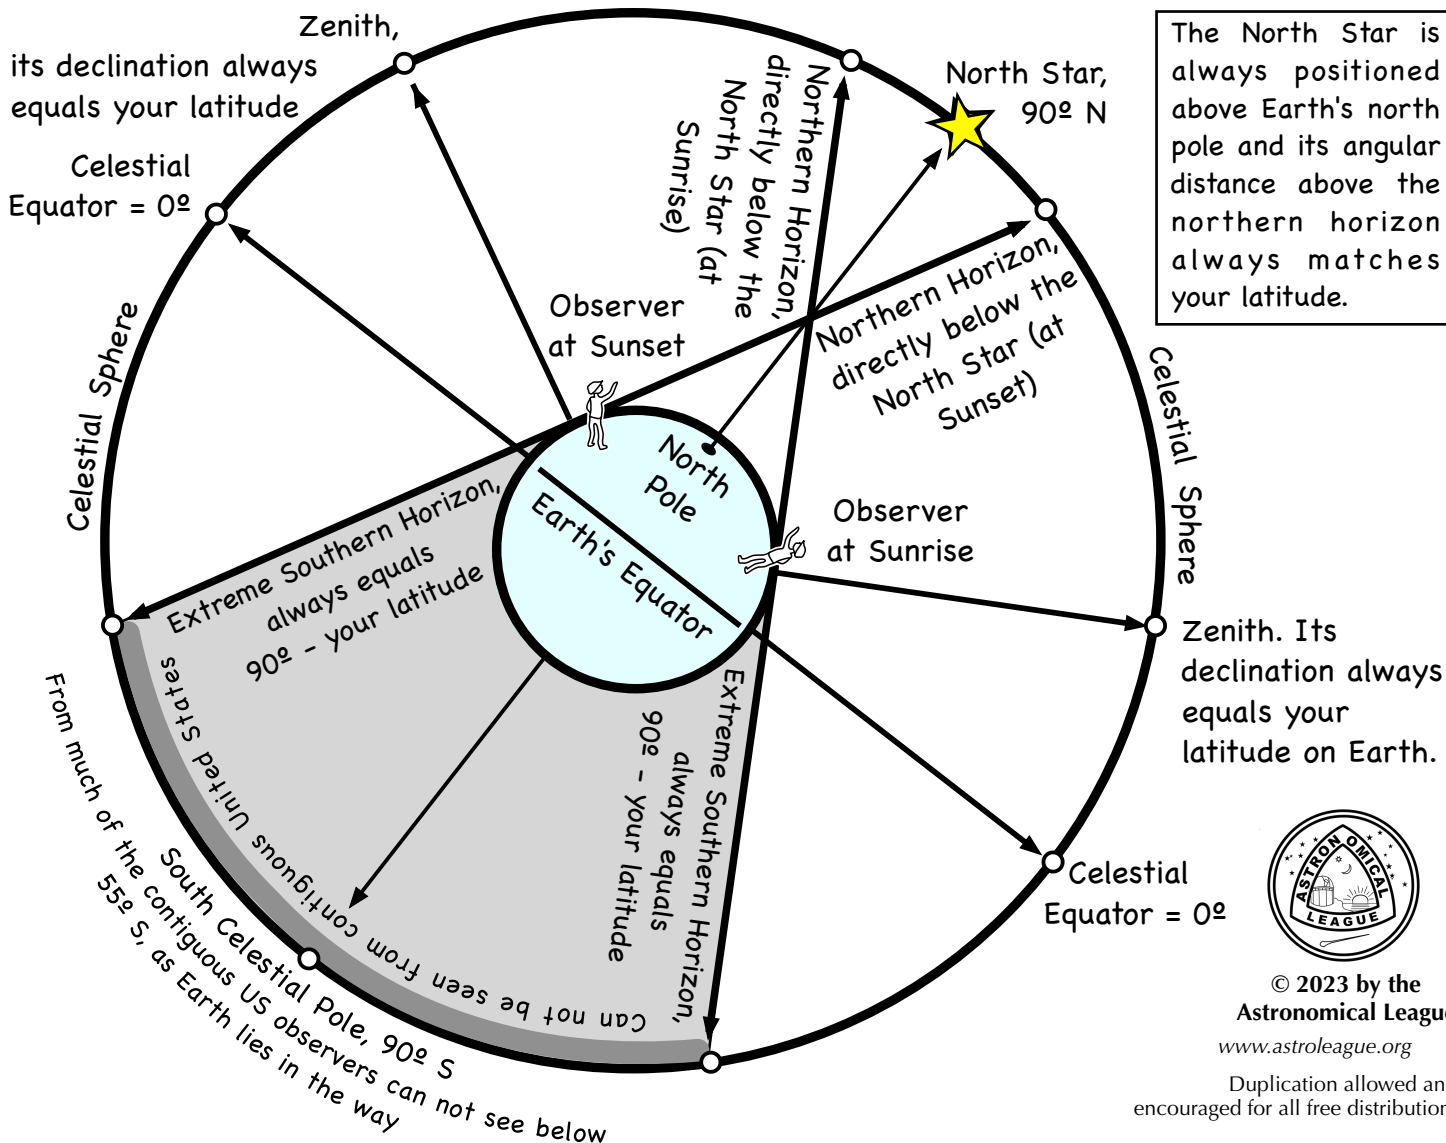 Zenith,
its declination always
equals your latitude
Celestial
Equator = 0º
Celestial Sphere
Northern Horizon,
directly below the
North Star (at
Sunrise)
North Star,
90º N
The North Star is
always positioned
above Earth's north
pole and its angular
distance above the
northern horizon
always matches
your latitude.
Observer
at Sunset
Northern Horizon,
directly below the
North Star (at
Sunset)
Celestial Sphere
North
Pole
Earth's Equator
Observer
at Sunrise
Extreme Southern Horizon,
always equals
90º - your latitude
Extreme Southern Horizon,
always equals
90º - your latitude
Zenith. Its
declination always
equals your
latitude on Earth.
Celestial
Equator = 0º
Can not be seen from contiguous United States
South Celestial Pole, 90º S
From much of the contiguous US observers can not see below
55º S, as Earth lies in the way
ASTRONOMICAL
LEAGUE
© 2023 by the
Astronomical League
www.astroleague.org
Duplication allowed an
encouraged for all free distribution